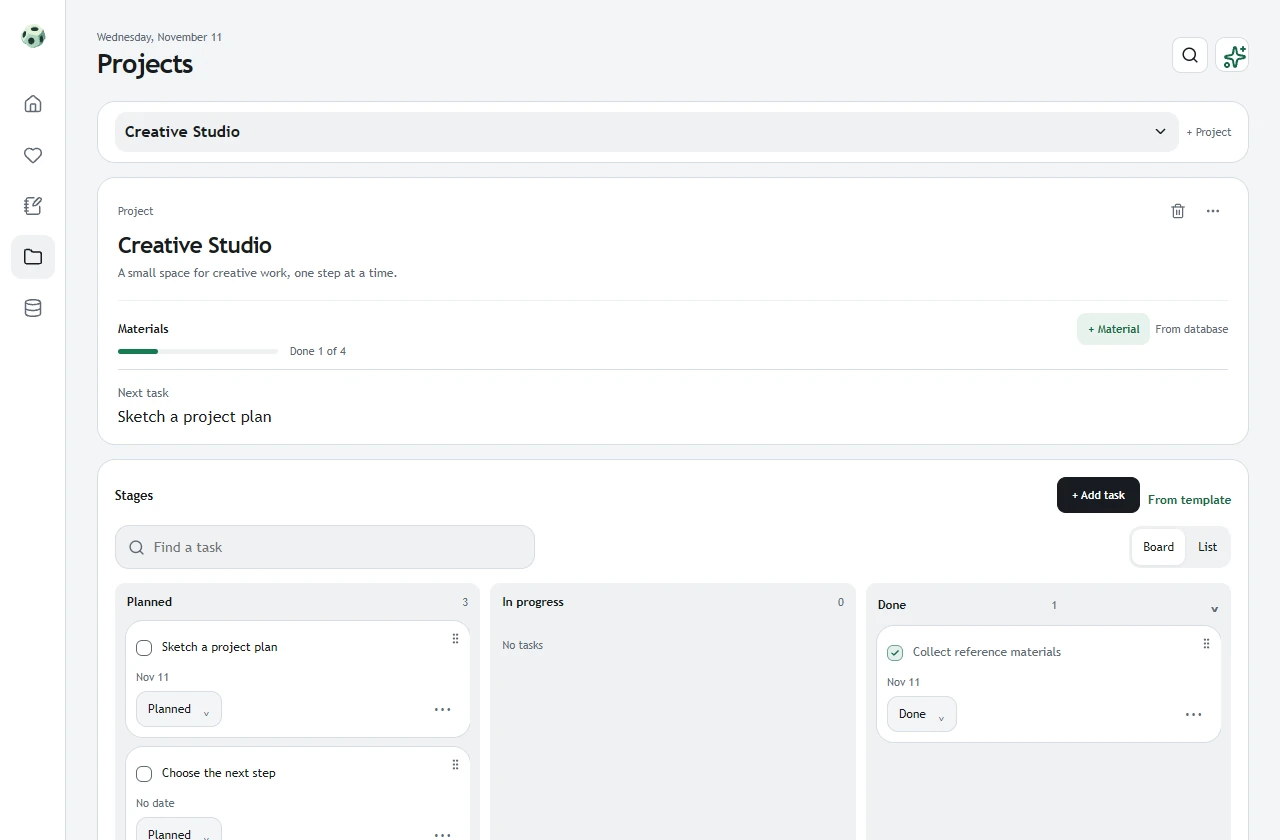 Wednesday, November 11
Projects
Creative Studio
+ Project
Project
Creative Studio
A small space for creative work, one step at a time.
Materials
+ Material
From database
Done 1 of 4
Next task
Sketch a project plan
Stages
+ Add task
From template
Find a task
Board
List
Planned
3
Sketch a project plan
Nov 11
Planned
Choose the next step
No date
Planned
In progress
0
No tasks
Done
1
Collect reference materials
Nov 11
Done